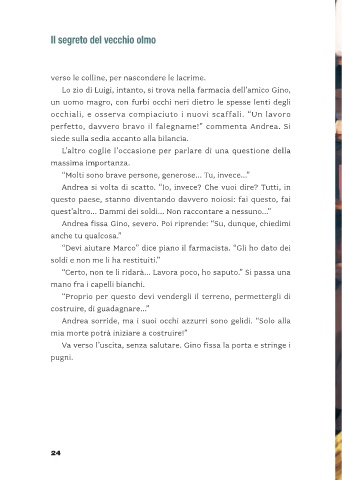 Il segreto del vecchio olmo
verso le colline, per nascondere le lacrime.
Lo zio di Luigi, intanto, si trova nella farmacia dell’amico Gino,
un uomo magro, con furbi occhi neri dietro le spesse lenti degli
occhiali, e osserva compiaciuto i nuovi scaffali. “Un lavoro
perfetto, davvero bravo il falegname!” commenta Andrea. Si
siede sulla sedia accanto alla bilancia.
L’altro coglie l’occasione per parlare di una questione della
massima importanza.
“Molti sono brave persone, generose... Tu, invece...”
Andrea si volta di scatto. “Io, invece? Che vuoi dire? Tutti, in
questo paese, stanno diventando davvero noiosi: fai questo, fai
quest’altro... Dammi dei soldi... Non raccontare a nessuno...”
Andrea fissa Gino, severo. Poi riprende: “Su, dunque, chiedimi
anche tu qualcosa.”
“Devi aiutare Marco” dice piano il farmacista. “Gli ho dato dei
soldi e non me li ha restituiti.”
“Certo, non te li ridarà... Lavora poco, ho saputo.” Si passa una
mano fra i capelli bianchi.
“Proprio per questo devi vendergli il terreno, permettergli di
costruire, di guadagnare...”
Andrea sorride, ma i suoi occhi azzurri sono gelidi. “Solo alla
mia morte potrà iniziare a costruire!”
Va verso l’uscita, senza salutare. Gino fissa la porta e stringe i
pugni.
24